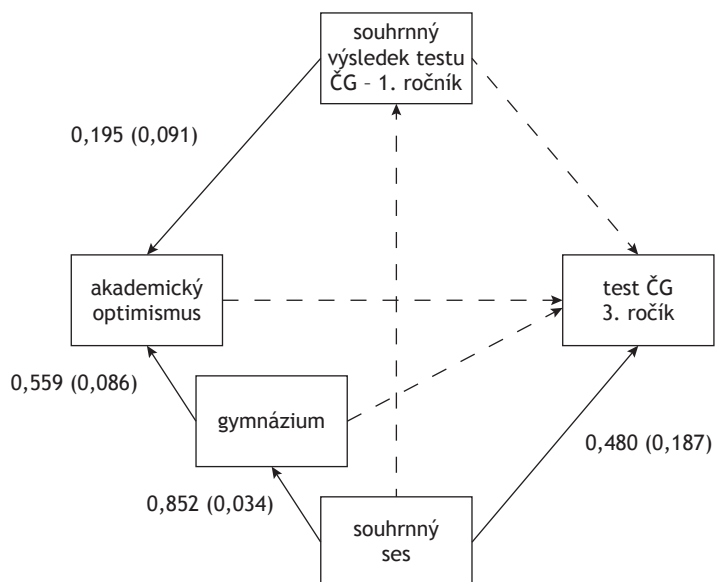 souhrnný
výsledek testu
ČG – 1. ročník
0,195 (0,091)
akademický
optimismus
test ČG
3. ročík
0,559 (0,086)
gymnázium
0,480 (0,187)
0,852 (0,034)
souhrnný
ses